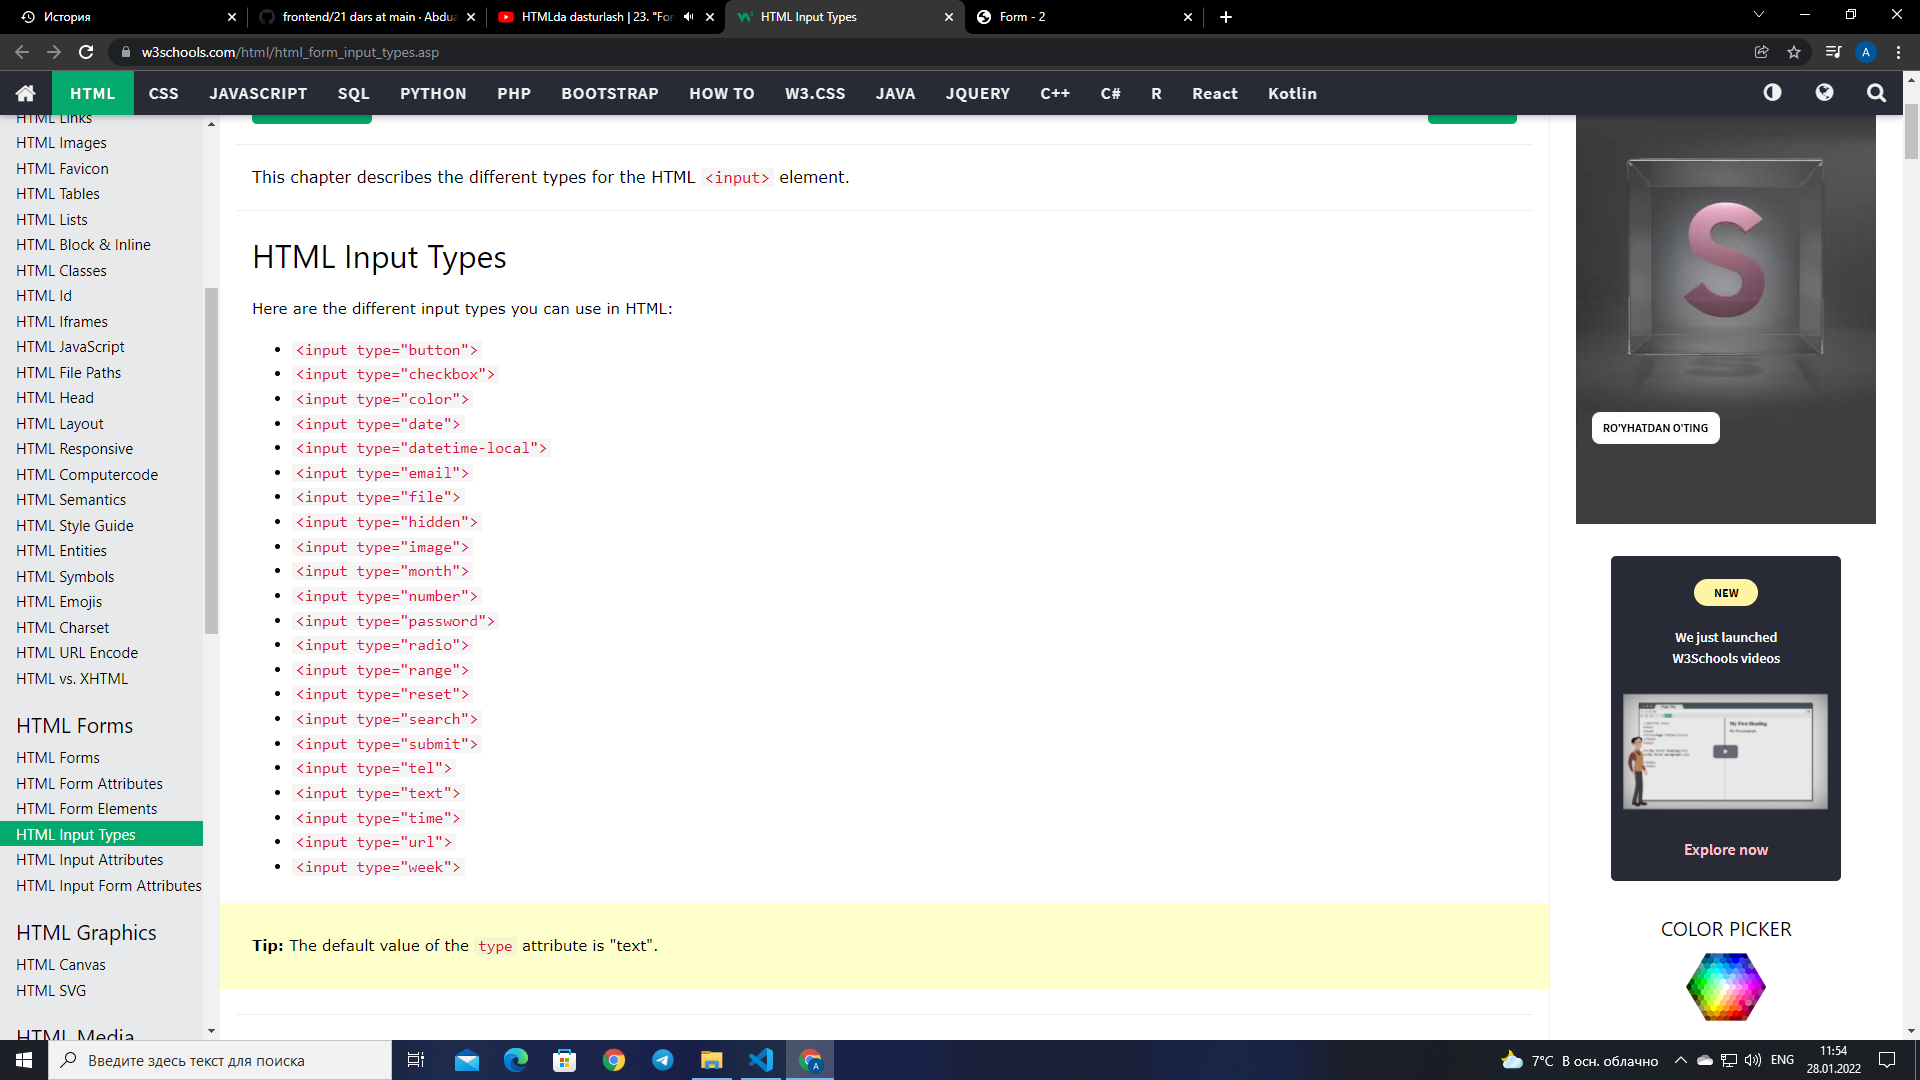 История
frontend/21 dars at main · Abdua
HTMLda dasturlash | 23. "For
HTML Input Types
Form - 2
w3schools.com/html/html_form_input_types.asp
A
HTML
CSS
JAVASCRIPT
SQL
PYTHON
PHP
BOOTSTRAP
HOW TO
W3.CSS
JAVA
JQUERY
C++
C#
R
React
Kotlin
HTML Links
HTML Images
HTML Favicon
HTML Tables
HTML Lists
HTML Block & Inline
HTML Classes
HTML Id
HTML Iframes
HTML JavaScript
HTML File Paths
HTML Head
HTML Layout
HTML Responsive
HTML Computercode
HTML Semantics
HTML Style Guide
HTML Entities
HTML Symbols
HTML Emojis
HTML Charset
HTML URL Encode
HTML vs. XHTML
HTML Forms
HTML Forms
HTML Form Attributes
HTML Form Elements
HTML Input Types
HTML Input Attributes
HTML Input Form Attributes
HTML Graphics
HTML Canvas
HTML SVG
HTML Media
This chapter describes the different types for the HTML <input> element.
HTML Input Types
Here are the different input types you can use in HTML:
<input type="button">
<input type="checkbox">
<input type="color">
<input type="date">
<input type="datetime-local">
<input type="email">
<input type="file">
<input type="hidden">
<input type="image">
<input type="month">
<input type="number">
<input type="password">
<input type="radio">
<input type="range">
<input type="reset">
<input type="search">
<input type="submit">
<input type="tel">
<input type="text">
<input type="time">
<input type="url">
<input type="week">
Tip: The default value of the type attribute is "text".
S
RO'YHATDAN O'TING
NEW
We just launched
W3Schools videos
My First Heading
Explore now
COLOR PICKER
Введите здесь текст для поиска
A
7°C В осн. облачно
ENG
11:54
28.01.2022